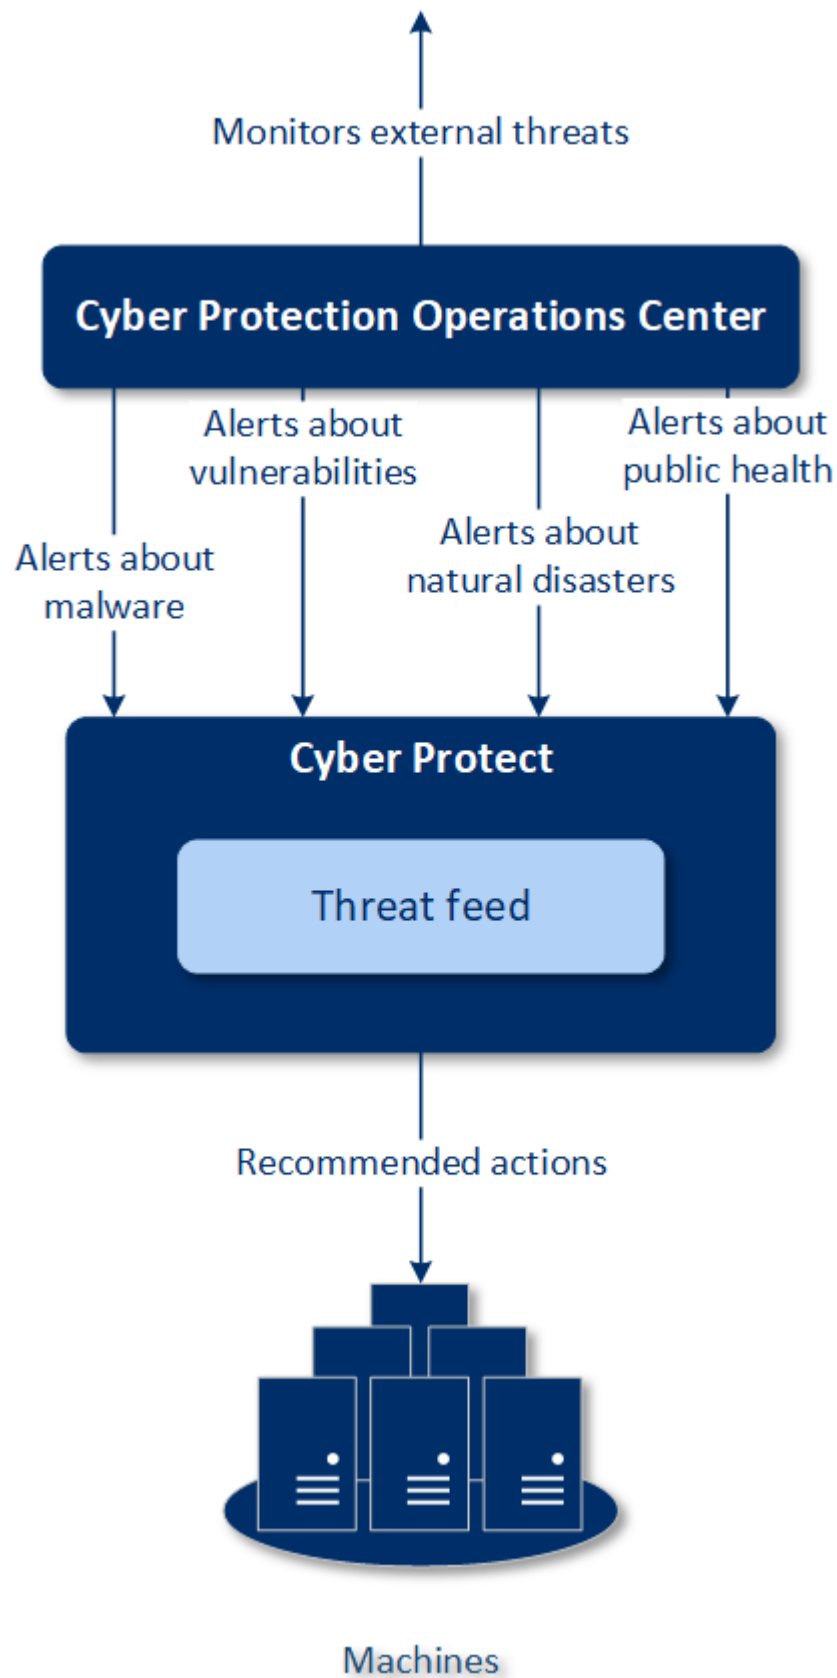 Monitors external threats
Cyber Protection Operations Center
Alerts about
vulnerabilities
Alerts about
public health
Alerts about
malware
Alerts about
natural disasters
Cyber Protect
Threat feed
Recommended actions
Machines